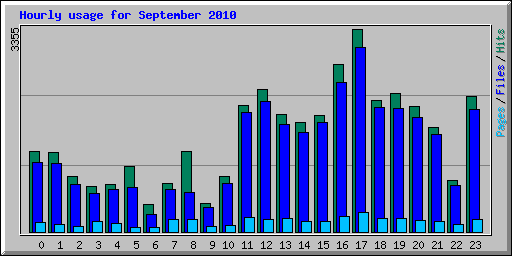 Hourly usage for September 2010
3355
Pages / Files / Hits
0 1 2 3 4 5 6 7 8 9 10 11 12 13 14 15 16 17 18 19 20 21 22 23